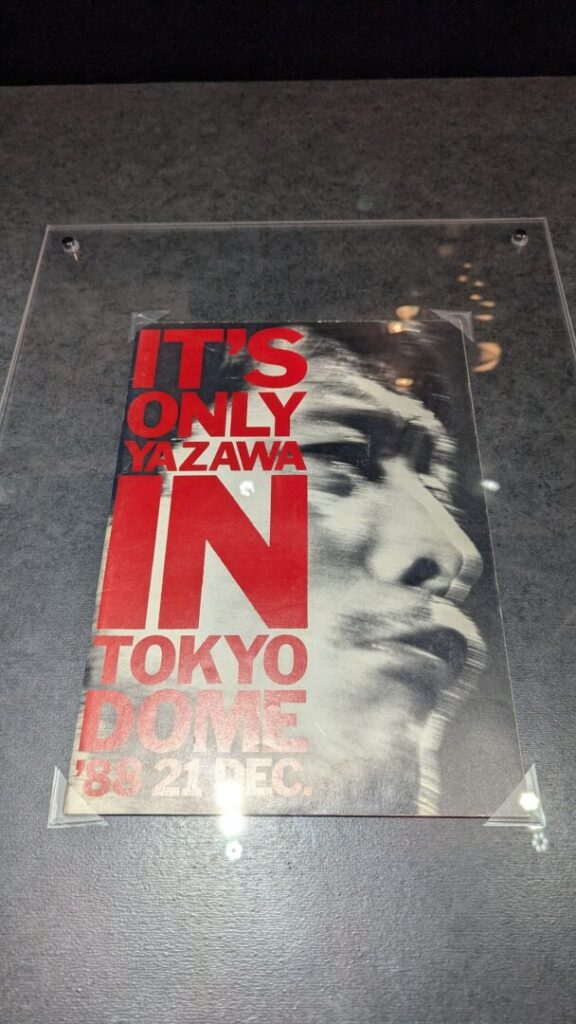 IT'S
ONLY
YAZAWA
IN
TOKYO
DOME
'88 21 DEC.